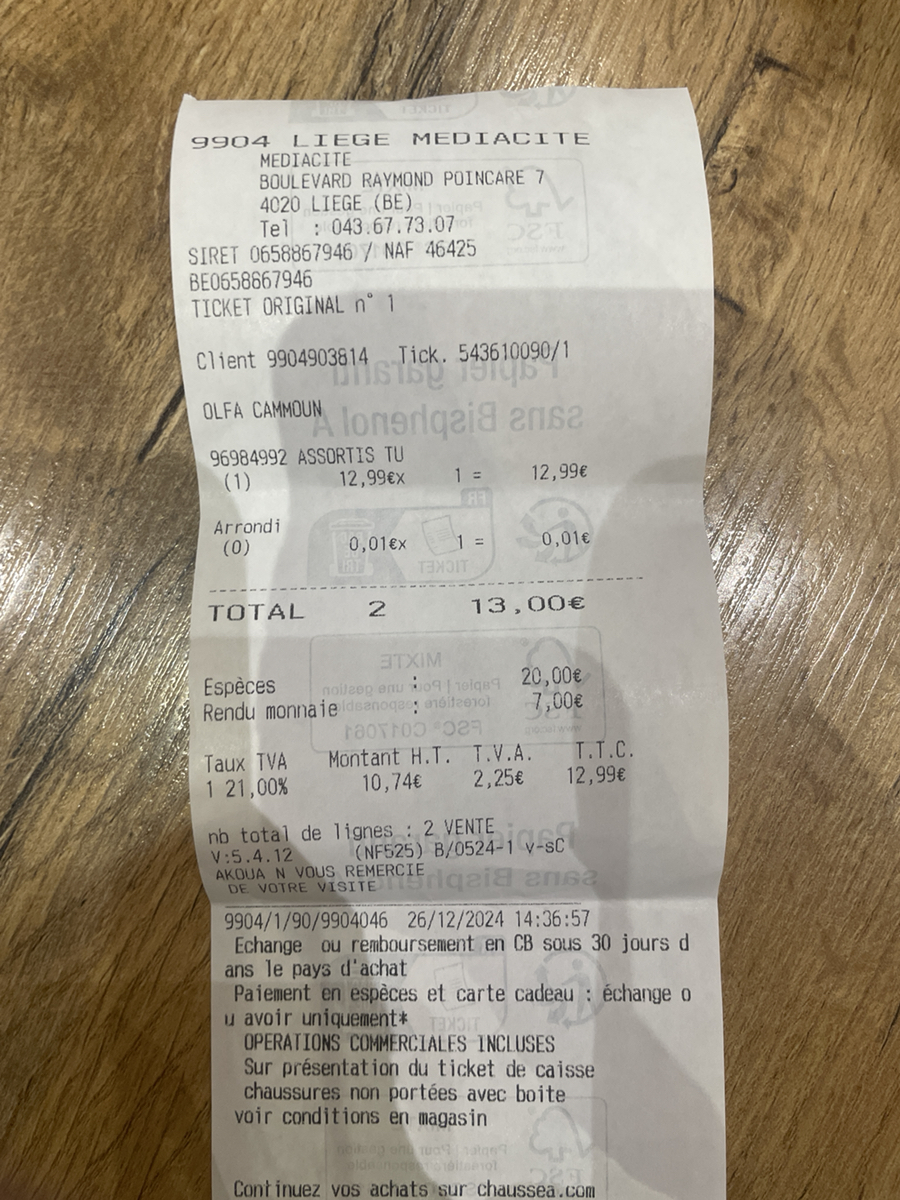 9904 LIEGE MEDIACITE
MEDIACITE
BOULEVARD RAYMOND POINCARE 7
4020 LIEGE (BE)
Tel : 043.67.73.07
SIRET 0658867946 / NAF 46425
BE0658867946
TICKET ORIGINAL n° 1
Client 9904903814 Tick. 543610090/1
OLFA CAMMOUN
96984992 ASSORTIS TU
(1) 12,99€x 1 = 12,99€
Arrondi
(0) 0,01€x 1 = 0,01€
TOTAL 2 13,00€
Espèces : 20,00€
Rendu monnaie : 7,00€
Taux TVA Montant H.T. T.V.A. T.T.C.
1 21,00% 10,74€ 2,25€ 12,99€
nb total de lignes : 2 VENTE
V:5.4.12 (NF525) B/0524-1 v-sC
AKOUA N VOUS REMERCIE
DE VOTRE VISITE
9904/1/90/9904046 26/12/2024 14:36:57
Echange ou remboursement en CB sous 30 jours d
ans le pays d'achat
Paiement en espèces et carte cadeau : échange o
u avoir uniquement*
OPERATIONS COMMERCIALES INCLUSES
Sur présentation du ticket de caisse
chaussures non portées avec boite
voir conditions en magasin
Continuez vos achats sur chaussea.com